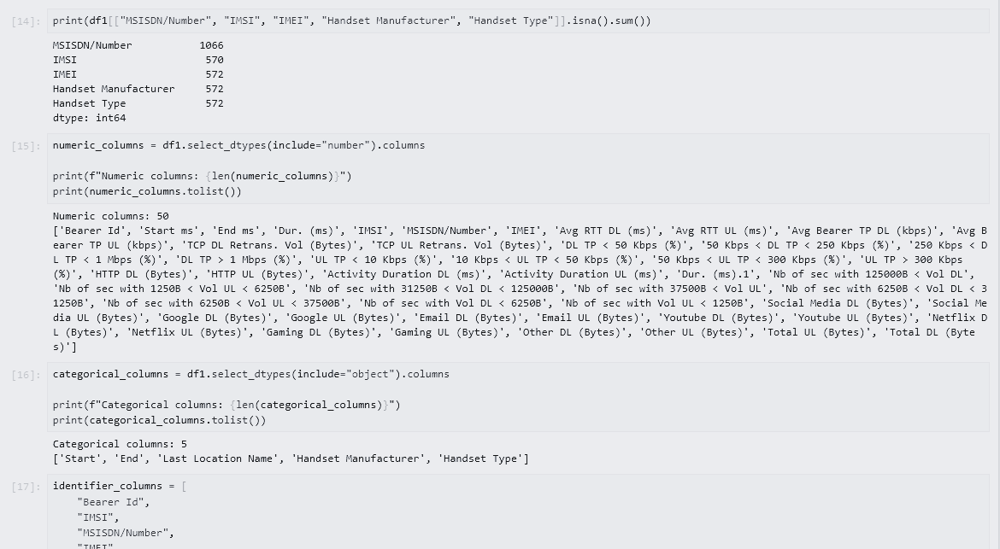 [14]: print(df1[["MSISDN/Number", "IMSI", "IMEI", "Handset Manufacturer", "Handset Type"]].isna().sum())
MSISDN/Number 1066
IMSI 570
IMEI 572
Handset Manufacturer 572
Handset Type 572
dtype: int64
[15]: numeric_columns = df1.select_dtypes(include="number").columns
print(f"Numeric columns: {len(numeric_columns)}")
print(numeric_columns.tolist())
Numeric columns: 50
['Bearer Id', 'Start ms', 'End ms', 'Dur. (ms)', 'IMSI', 'MSISDN/Number', 'IMEI', 'Avg RTT DL (ms)', 'Avg RTT UL (ms)', 'Avg Bearer TP DL (kbps)', 'Avg B
earer TP UL (kbps)', 'TCP DL Retrans. Vol (Bytes)', 'TCP UL Retrans. Vol (Bytes)', 'DL TP < 50 Kbps (%)', '50 Kbps < DL TP < 250 Kbps (%)', '250 Kbps < D
L TP < 1 Mbps (%)', 'DL TP > 1 Mbps (%)', 'UL TP < 10 Kbps (%)', '10 Kbps < UL TP < 50 Kbps (%)', '50 Kbps < UL TP < 300 Kbps (%)', 'UL TP > 300 Kbps
(%)', 'HTTP DL (Bytes)', 'HTTP UL (Bytes)', 'Activity Duration DL (ms)', 'Activity Duration UL (ms)', 'Dur. (ms).1', 'Nb of sec with 125000B < Vol DL',
'Nb of sec with 1250B < Vol UL < 6250B', 'Nb of sec with 31250B < Vol DL < 125000B', 'Nb of sec with 37500B < Vol UL', 'Nb of sec with 6250B < Vol DL < 3
1250B', 'Nb of sec with 6250B < Vol UL < 37500B', 'Nb of sec with Vol DL < 6250B', 'Nb of sec with Vol UL < 1250B', 'Social Media DL (Bytes)', 'Social Me
dia UL (Bytes)', 'Google DL (Bytes)', 'Google UL (Bytes)', 'Email DL (Bytes)', 'Email UL (Bytes)', 'Youtube DL (Bytes)', 'Youtube UL (Bytes)', 'Netflix D
L (Bytes)', 'Netflix UL (Bytes)', 'Gaming DL (Bytes)', 'Gaming UL (Bytes)', 'Other DL (Bytes)', 'Other UL (Bytes)', 'Total UL (Bytes)', 'Total DL (Byte
s)']
[16]: categorical_columns = df1.select_dtypes(include="object").columns
print(f"Categorical columns: {len(categorical_columns)}")
print(categorical_columns.tolist())
Categorical columns: 5
['Start', 'End', 'Last Location Name', 'Handset Manufacturer', 'Handset Type']
[17]: identifier_columns = [
"Bearer Id",
"IMSI",
"MSISDN/Number",
"IMEI"